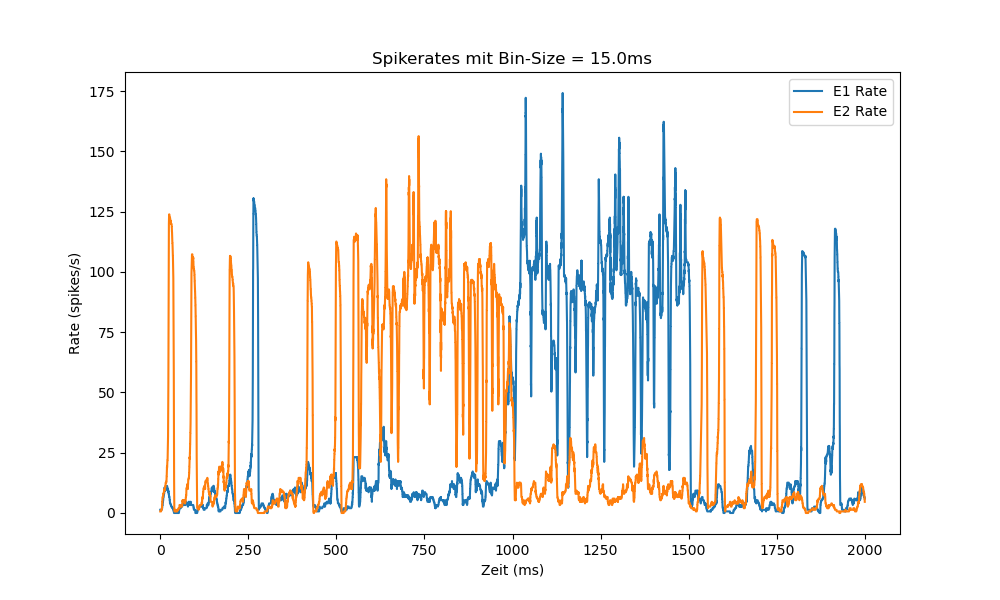 Spikerates mit Bin-Size = 15.0ms
E1 Rate
E2 Rate
Rate (spikes/s)
175
150
125
100
75
50
25
0
0 250 500 750 1000 1250 1500 1750 2000
Zeit (ms)